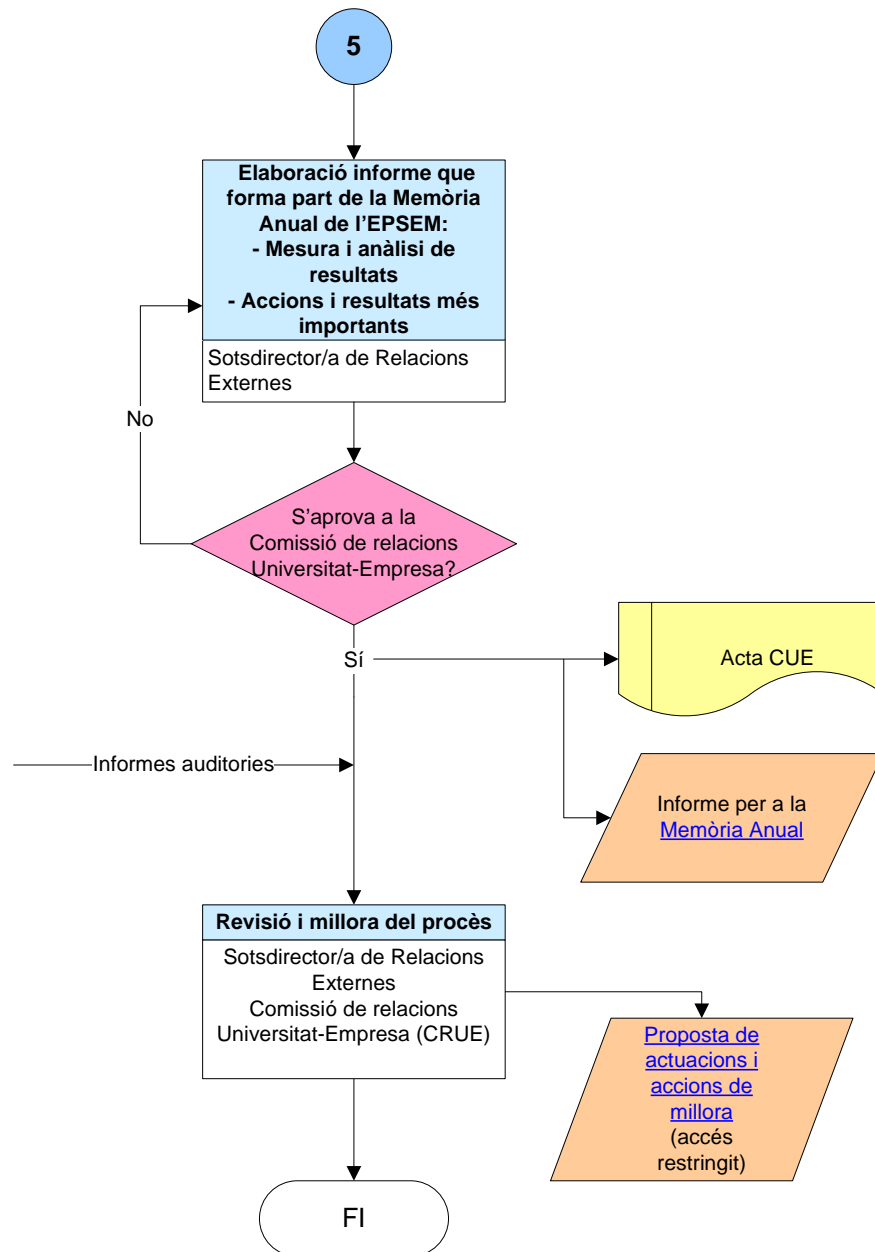 5
Elaboració informe que
forma part de la Memòria
Anual de l'EPSEM:
- Mesura i anàlisi de
resultats
- Accions i resultats més
importants
Sotsdirector/a de Relacions
Externes
No
S'aprova a la
Comissió de relacions
Universitat-Empresa?
Sí
Acta CUE
Informes auditories
Informe per a la
Memòria Anual
Revisió i millora del procès
Sotsdirector/a de Relacions
Externes
Comissió de relacions
Universitat-Empresa (CRUE)
Proposta de
actuacions i
accions de
millora
(accés
restringit)
FI